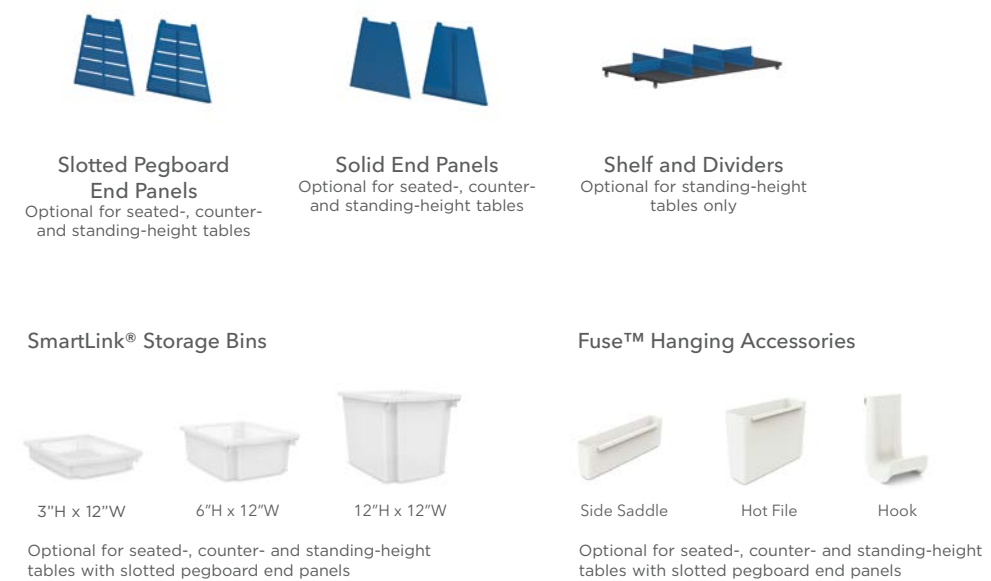 Slotted Pegboard
End Panels
Optional for seated-, counter-
and standing-height tables
Solid End Panels
Optional for seated-, counter-
and standing-height tables
Shelf and Dividers
Optional for standing-height
tables only
SmartLink® Storage Bins
3"H x 12"W
6"H x 12"W
12"H x 12"W
Optional for seated-, counter- and standing-height
tables with slotted pegboard end panels
Fuse™ Hanging Accessories
Side Saddle
Hot File
Hook
Optional for seated-, counter- and standing-height
tables with slotted pegboard end panels